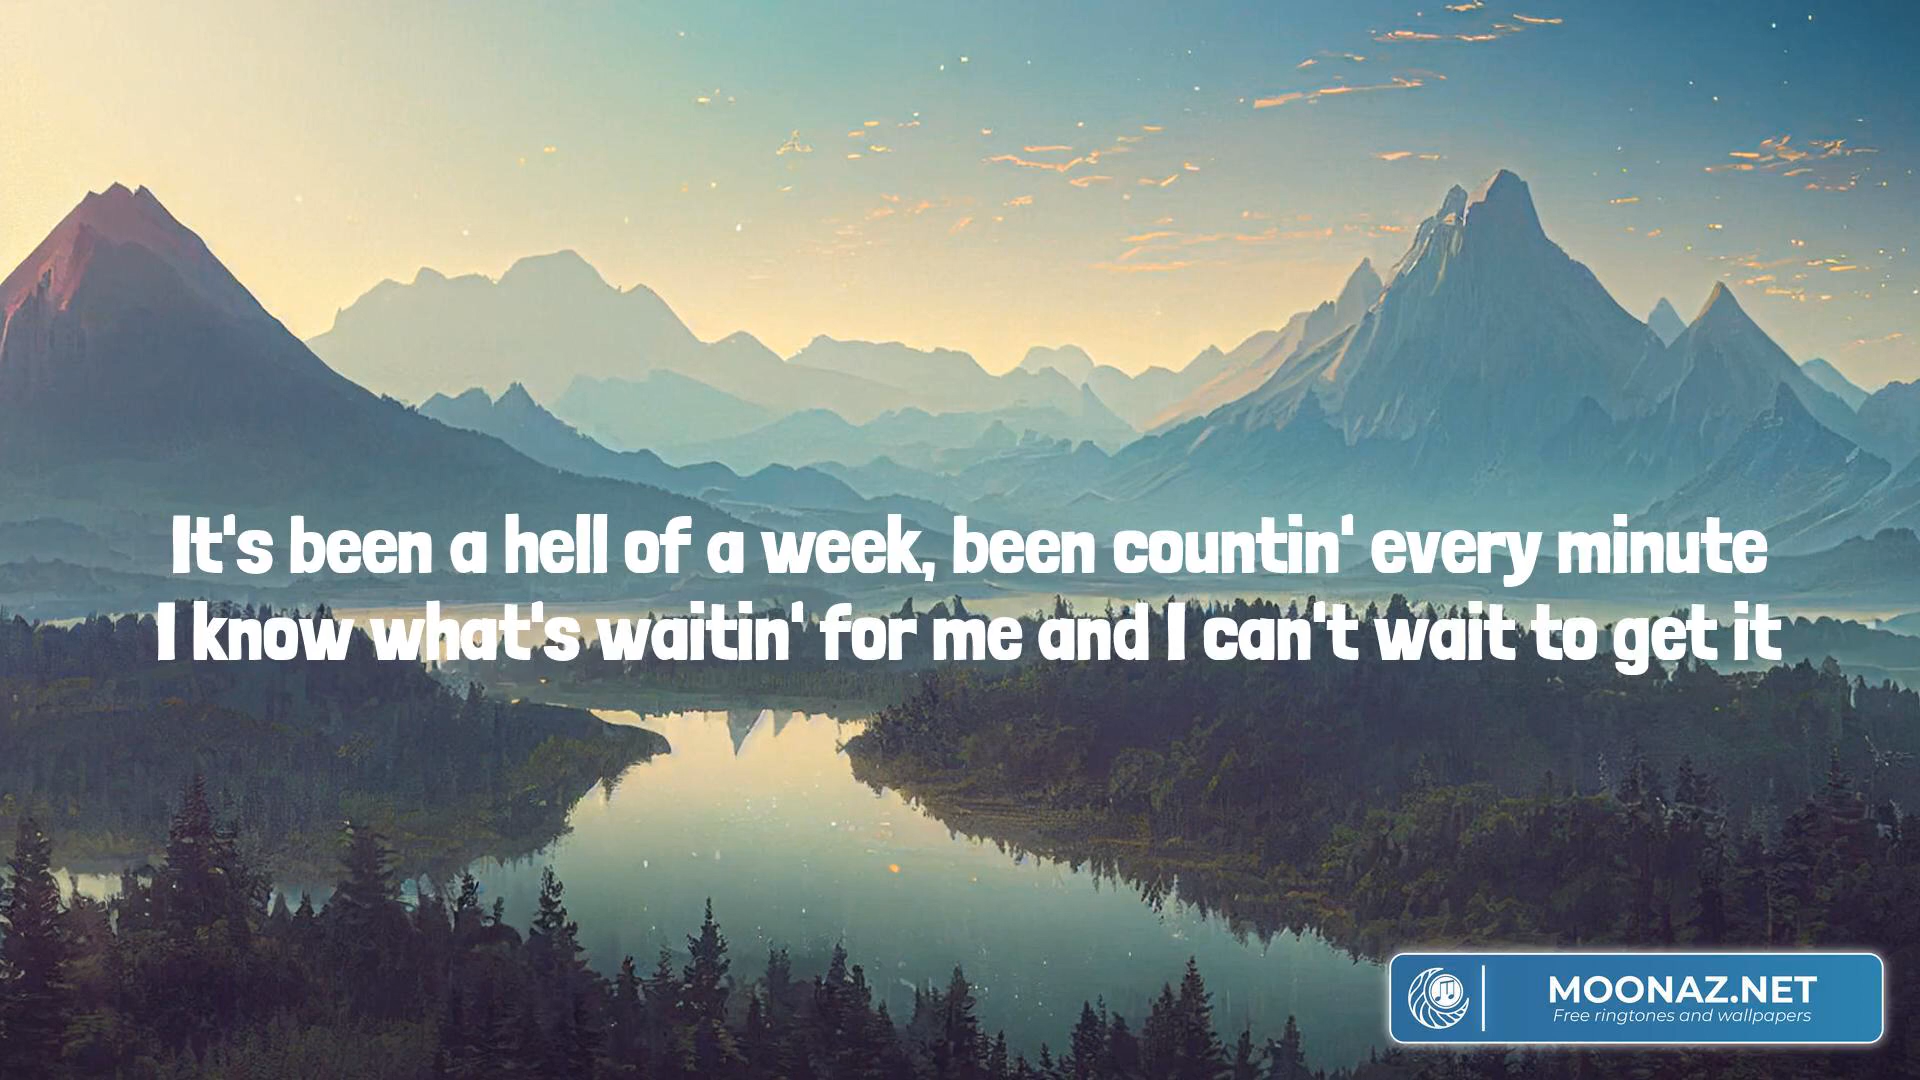 It's been a hell of a week, been countin' every minute
I know what's waitin' for me and I can't wait to get it
MOONAZ.NET
Free ringtones and wallpapers